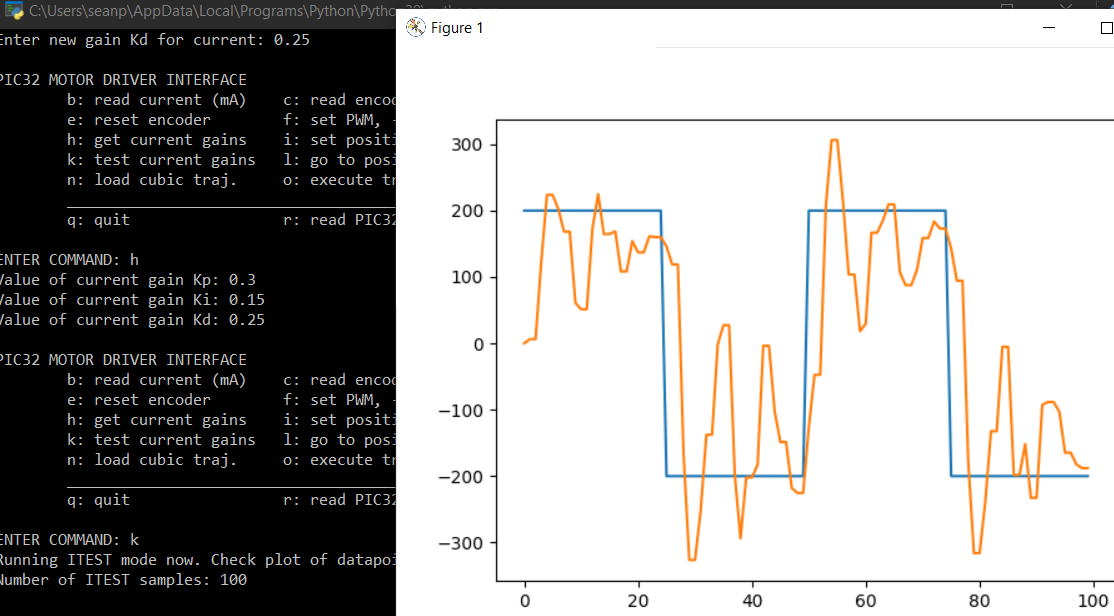 C:\Users\seanp\AppData\Local\Programs\Python\Pytho
Enter new gain Kd for current: 0.25
PIC32 MOTOR DRIVER INTERFACE
b: read current (mA) c: read enco
e: reset encoder f: set PWM, -
h: get current gains i: set positi
k: test current gains l: go to posi
n: load cubic traj. o: execute tr
q: quit r: read PIC32
ENTER COMMAND: h
Value of current gain Kp: 0.3
Value of current gain Ki: 0.15
Value of current gain Kd: 0.25
PIC32 MOTOR DRIVER INTERFACE
b: read current (mA) c: read enco
e: reset encoder f: set PWM, -
h: get current gains i: set positi
k: test current gains l: go to posi
n: load cubic traj. o: execute tr
q: quit r: read PIC32
ENTER COMMAND: k
Running ITEST mode now. Check plot of datapoi
Number of ITEST samples: 100
Figure 1
300
200
100
0
−100
−200
−300
0 20 40 60 80 100